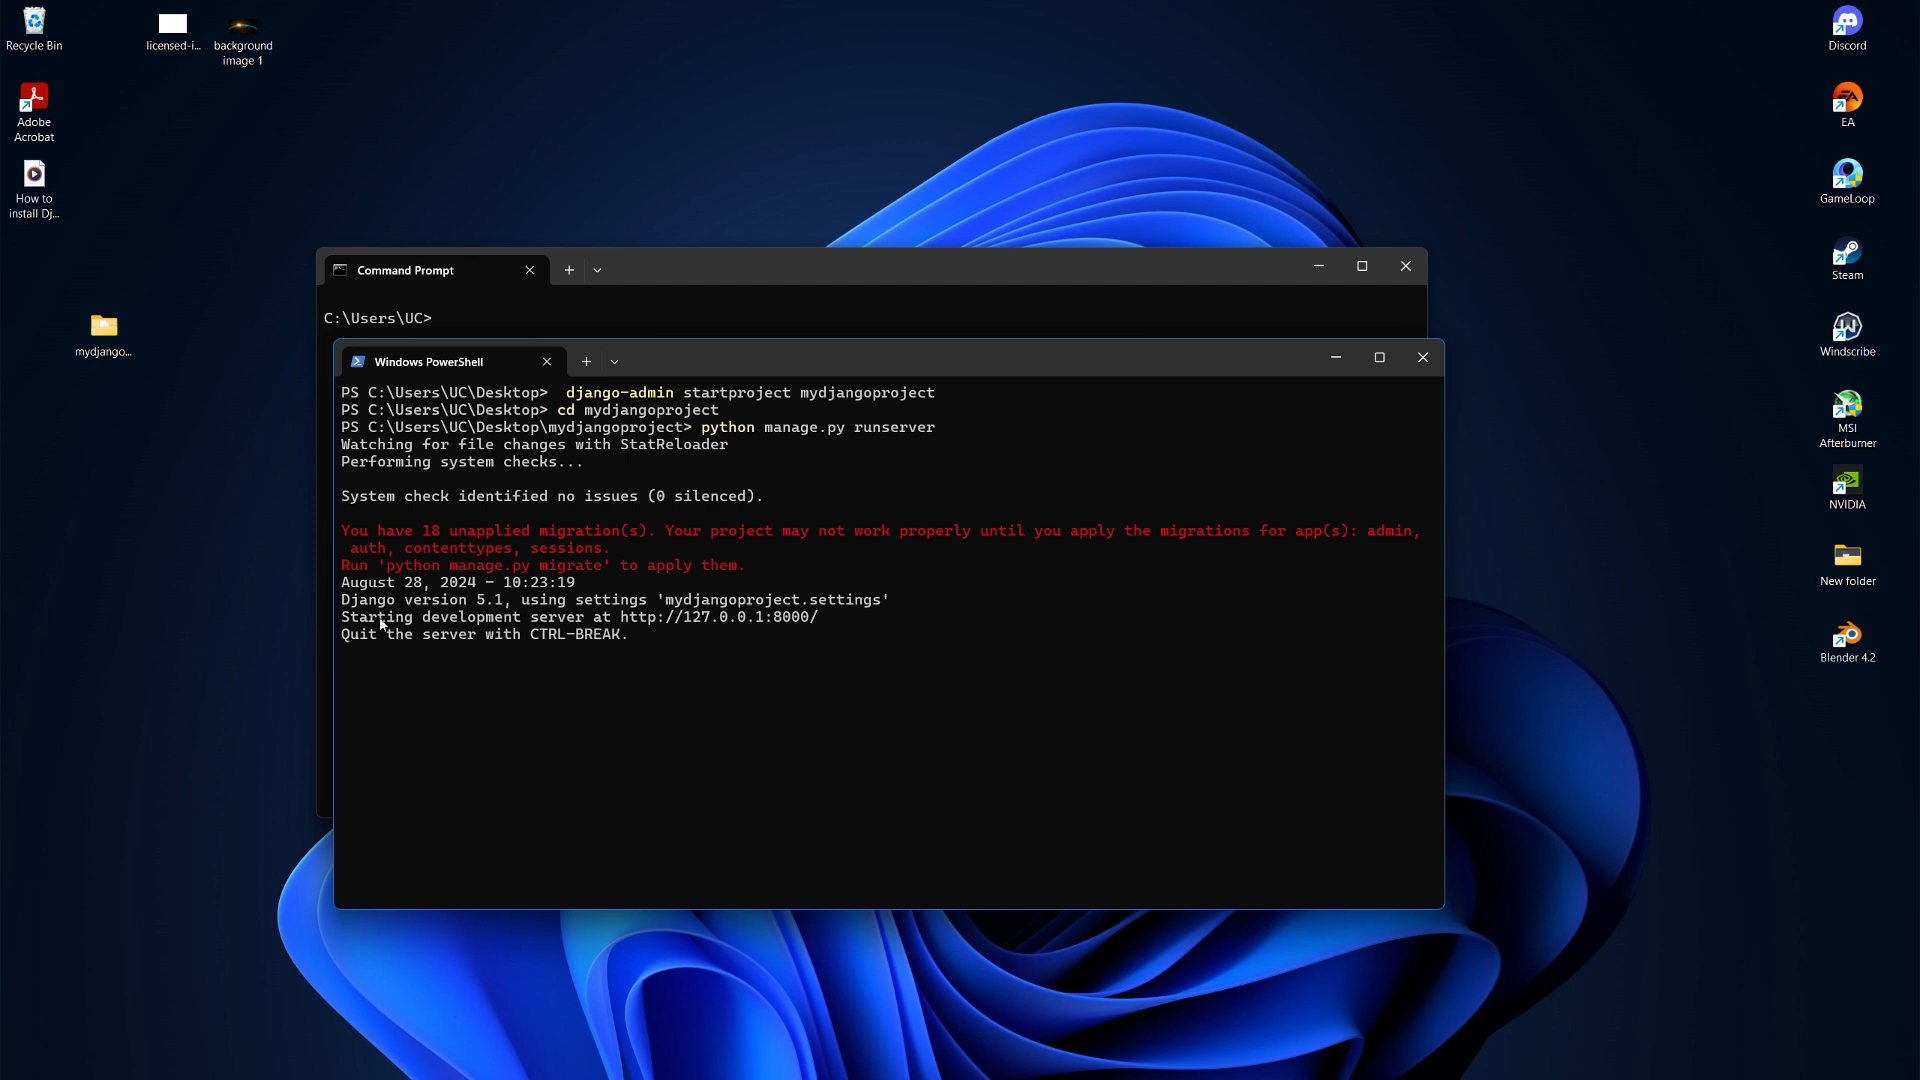 Recycle Bin
licensed-i...
background
image 1
Adobe
Acrobat
How to
install Dj...
mydjango...
Discord
EA
GameLoop
Steam
Windscribe
MSI
Afterburner
NVIDIA
New folder
Blender 4.2
Command Prompt
C:\Users\UC>
Windows PowerShell
PS C:\Users\UC\Desktop>  django-admin startproject mydjangoproject
PS C:\Users\UC\Desktop> cd mydjangoproject
PS C:\Users\UC\Desktop\mydjangoproject> python manage.py runserver
Watching for file changes with StatReloader
Performing system checks...
System check identified no issues (0 silenced).
You have 18 unapplied migration(s). Your project may not work properly until you apply the migrations for app(s): admin,
auth, contenttypes, sessions.
Run 'python manage.py migrate' to apply them.
August 28, 2024 - 10:23:19
Django version 5.1, using settings 'mydjangoproject.settings'
Starting development server at http://127.0.0.1:8000/
Quit the server with CTRL-BREAK.